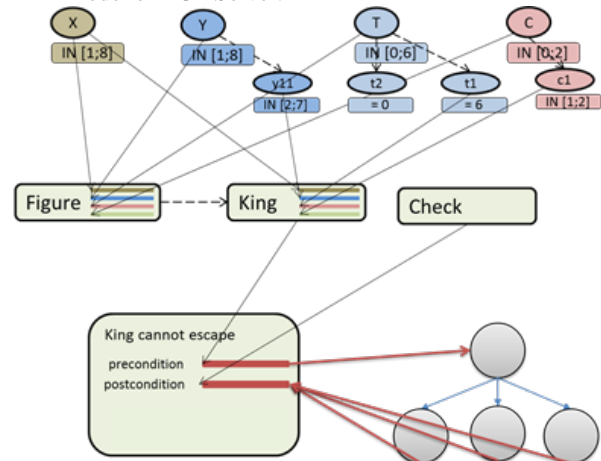 X
Y
T
C
IN [1;8]
IN [1;8]
IN [0;6]
IN [0;2]
y11
t2
t1
c1
IN [2;7]
= 0
= 6
IN [1;2]
Figure
King
Check
King cannot escape
precondition
postcondition